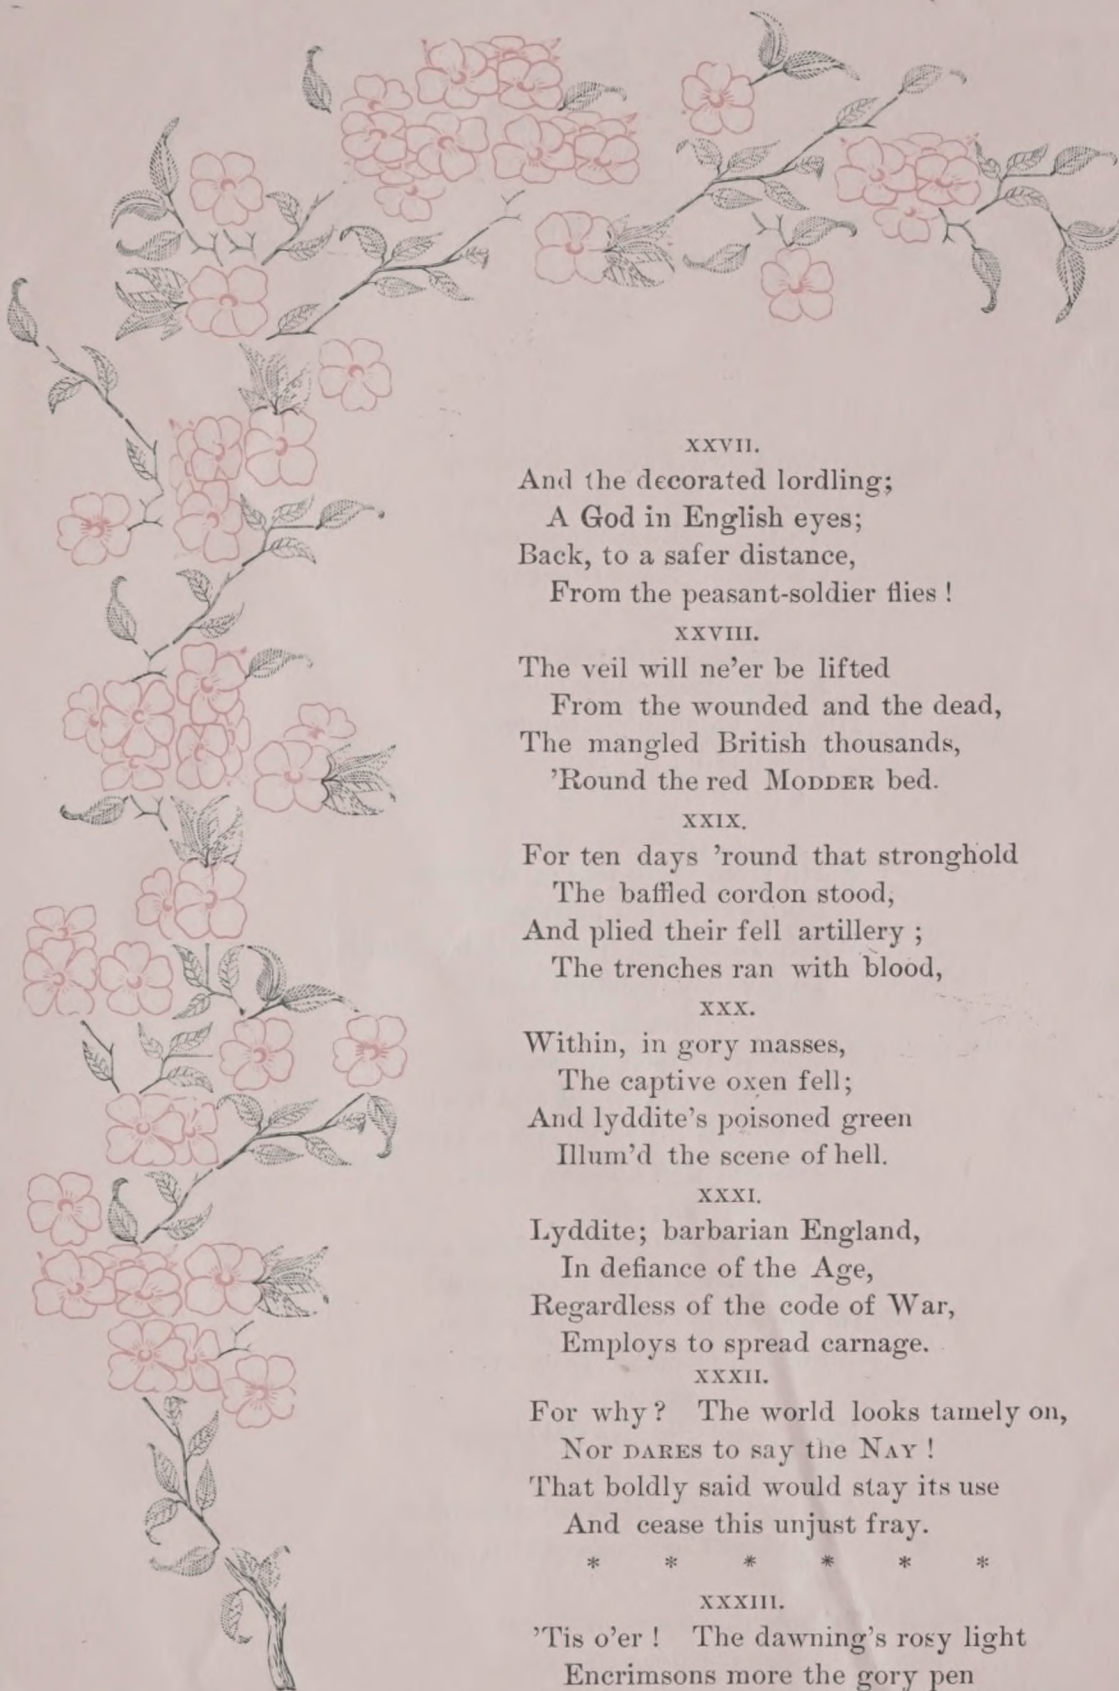 XXVII.
And the decorated lordling;
A God in English eyes;
Back, to a safer distance,
From the peasant-soldier flies !
XXVIII.
The veil will ne'er be lifted
From the wounded and the dead,
The mangled British thousands,
'Round the red MODDER bed.
XXIX.
For ten days 'round that stronghold
The baffled cordon stood,
And plied their fell artillery ;
The trenches ran with blood,
XXX.
Within, in gory masses,
The captive oxen fell;
And lyddite's poisoned green
Illum'd the scene of hell.
XXXI.
Lyddite; barbarian England,
In defiance of the Age,
Regardless of the code of War,
Employs to spread carnage.
XXXII.
For why? The world looks tamely on,
Nor DARES to say the NAY !
That boldly said would stay its use
And cease this unjust fray.
* * * * * *
XXXIII.
'Tis o'er ! The dawning's rosy light
Encrimsons more the gory pen